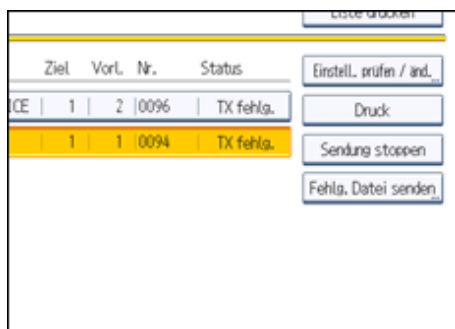 Liste drucken
Ziel Vorl. Nr. Status
Einstell. prüfen / änd.
ICE 1 2 0096 TX fehlg.
Druck
1 1 0094 TX fehlg.
Sendung stoppen
Fehlg. Datei senden